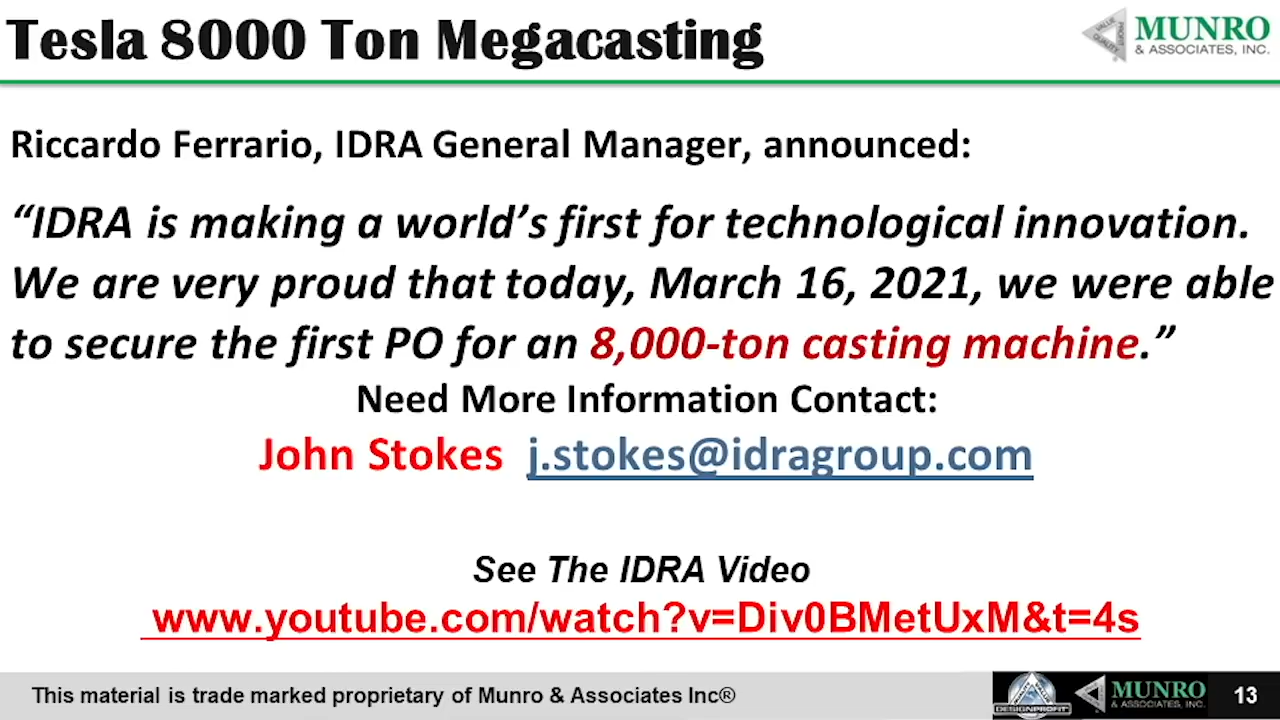 Tesla 8000 Ton Megacasting
MUNRO
& ASSOCIATES, INC.
VALUE
QUALITY
Riccardo Ferrario, IDRA General Manager, announced:
“IDRA is making a world’s first for technological innovation.
We are very proud that today, March 16, 2021, we were able
to secure the first PO for an 8,000-ton casting machine.”
Need More Information Contact:
John Stokes j.stokes@idragroup.com
See The IDRA Video
www.youtube.com/watch?v=Div0BMetUxM&t=4s
This material is trade marked proprietary of Munro & Associates Inc®
DESIGNPROFIT
MUNRO
& ASSOCIATES, INC.
13